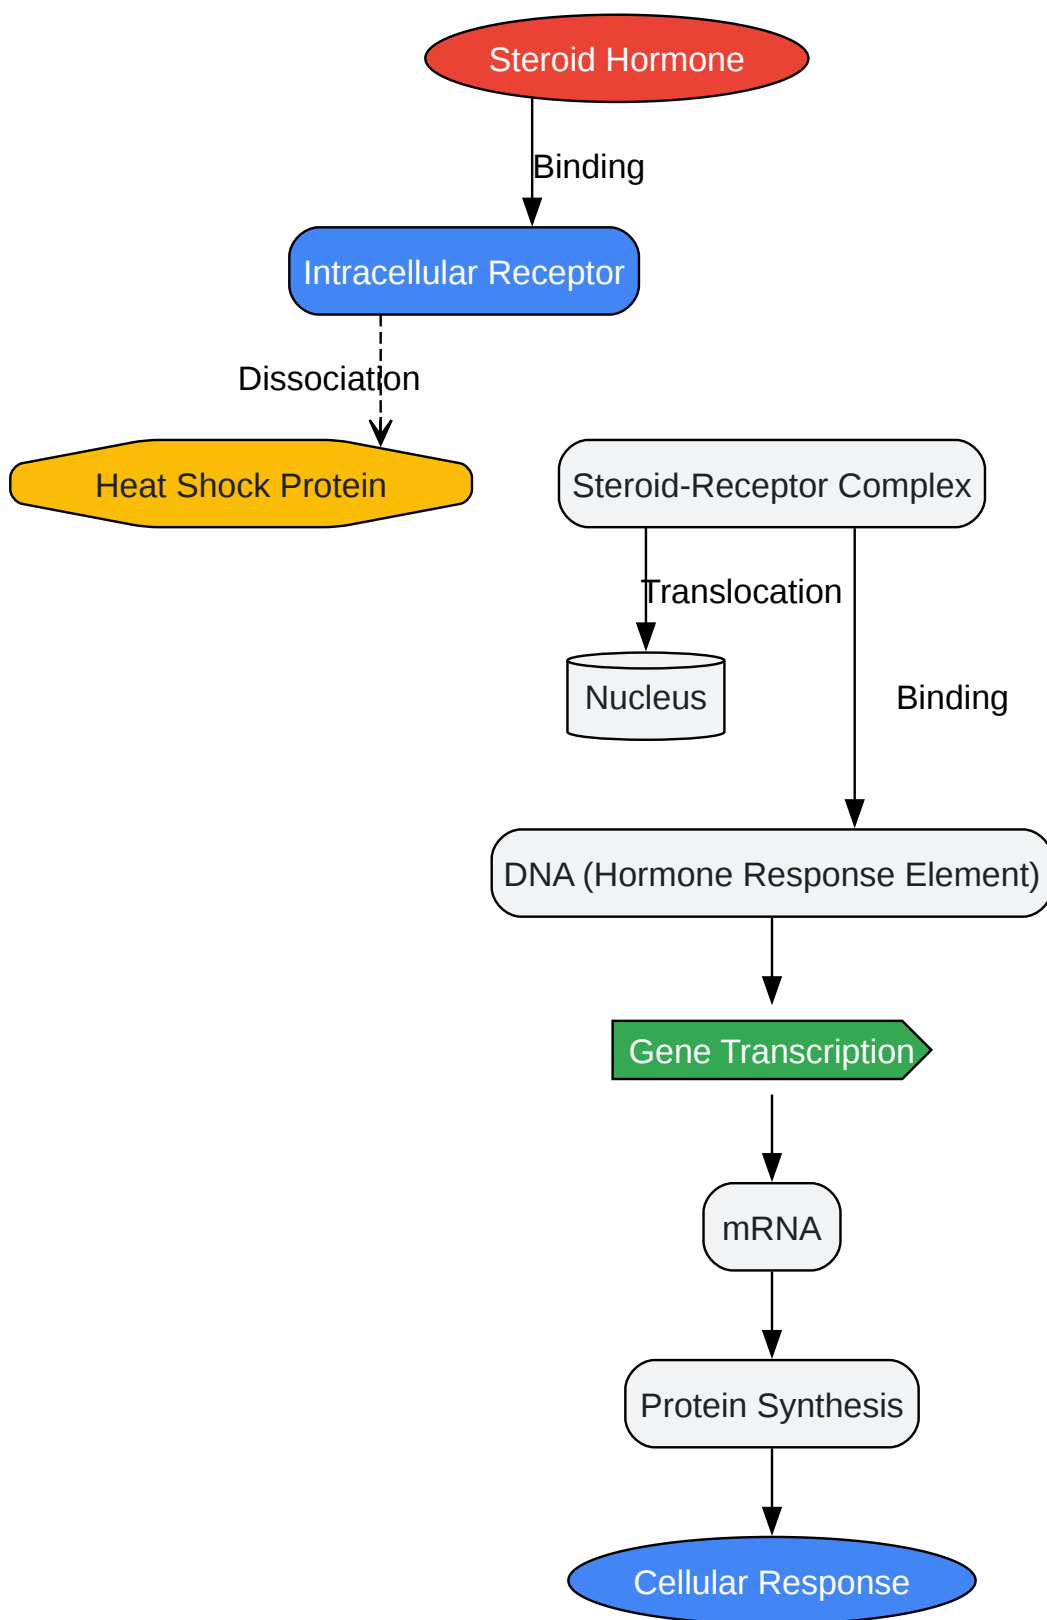 Steroid Hormone
Binding
Intracellular Receptor
Dissociation
Heat Shock Protein
Steroid-Receptor Complex
Translocation
Nucleus
Binding
DNA (Hormone Response Element)
Gene Transcription
mRNA
Protein Synthesis
Cellular Response